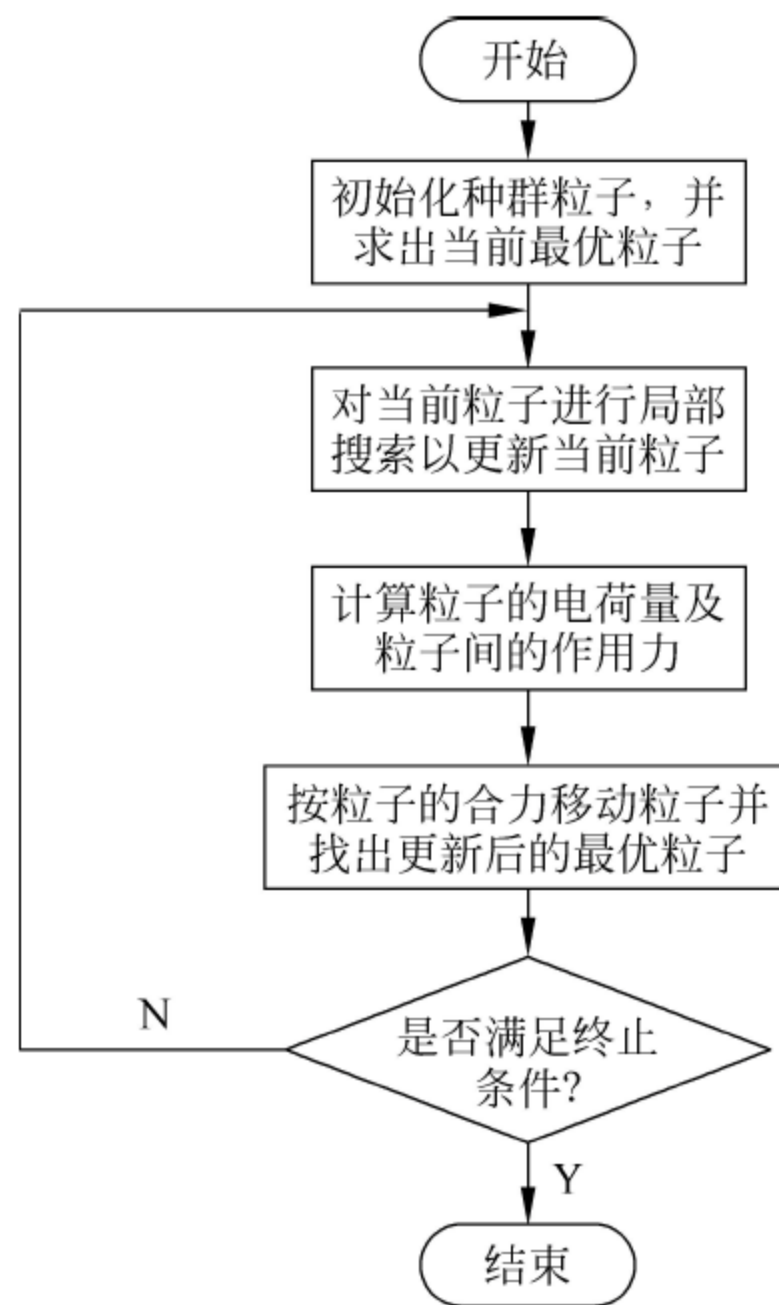 开始
初始化种群粒子，并
求出当前最优粒子
对当前粒子进行局部
搜索以更新当前粒子
计算粒子的电荷量及
粒子间的作用力
按粒子的合力移动粒子并
找出更新后的最优粒子
N
是否满足终止
条件?
Y
结束